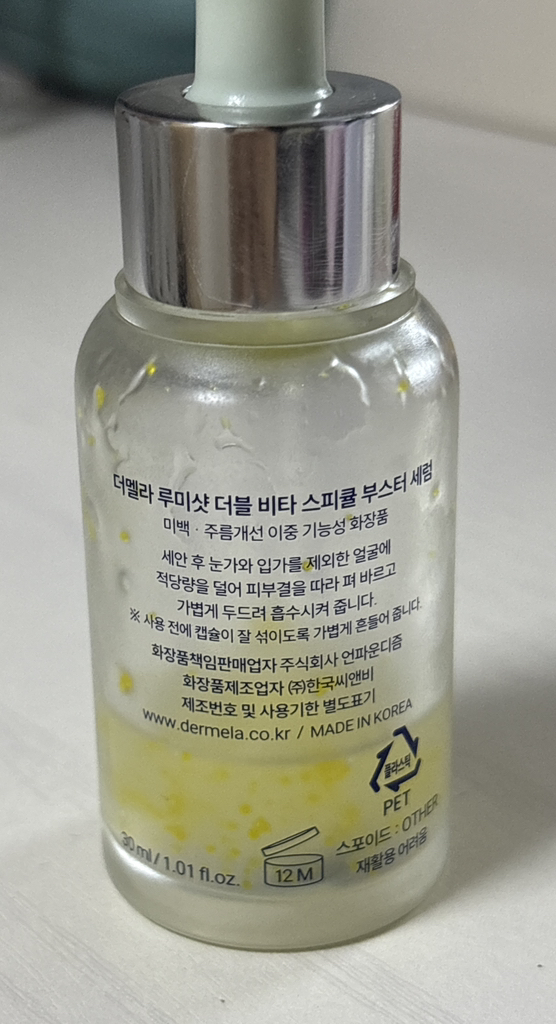 더멜라 루미샷 더블 비타 스피큘 부스터 세럼
미백 · 주름개선 이중 기능성 화장품
세안 후 눈가와 입가를 제외한 얼굴에
적당량을 덜어 피부결을 따라 펴 바르고
가볍게 두드려 흡수시켜 줍니다.
※ 사용 전에 캡슐이 잘 섞이도록 가볍게 흔들어 줍니다.
화장품책임판매업자 주식회사 언파운디즘
화장품제조업자 ㈜한국씨앤비
제조번호 및 사용기한 별도표기
www.dermela.co.kr / MADE IN KOREA
플라스틱
PET
스포이드 : OTHER
재활용 어려움
30 ml / 1.01 fl.oz.
12 M